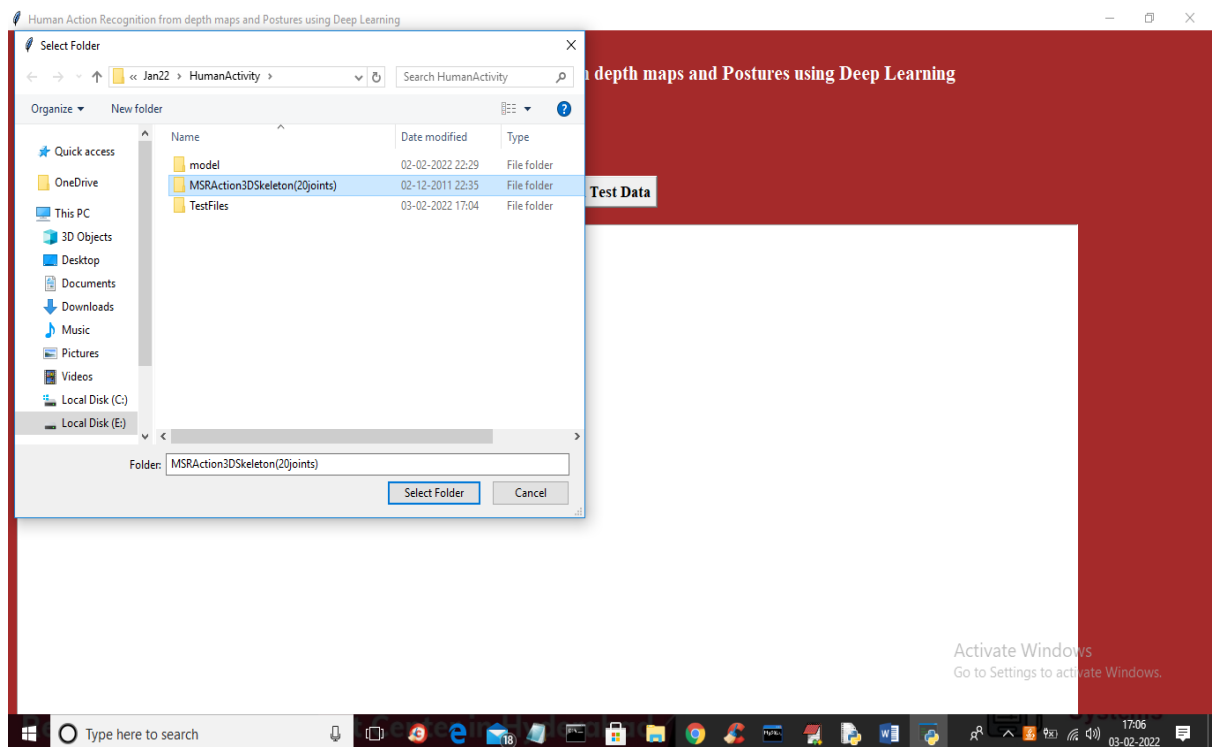 Human Action Recognition from depth maps and Postures using Deep Learning
Select Folder
« Jan22 › HumanActivity ›
Search HumanActivity
depth maps and Postures using Deep Learning
Organize
New folder
Name
Date modified
Type
Quick access
OneDrive
This PC
3D Objects
Desktop
Documents
Downloads
Music
Pictures
Videos
Local Disk (C:)
Local Disk (E:)
model 02-02-2022 22:29 File folder
MSRAction3DSkeleton(20joints) 02-12-2011 22:35 File folder
TestFiles 03-02-2022 17:04 File folder
Test Data
Folder: MSRAction3DSkeleton(20joints)
Select Folder
Cancel
Activate Windows
Go to Settings to activate Windows.
Type here to search
18
17:06
03-02-2022